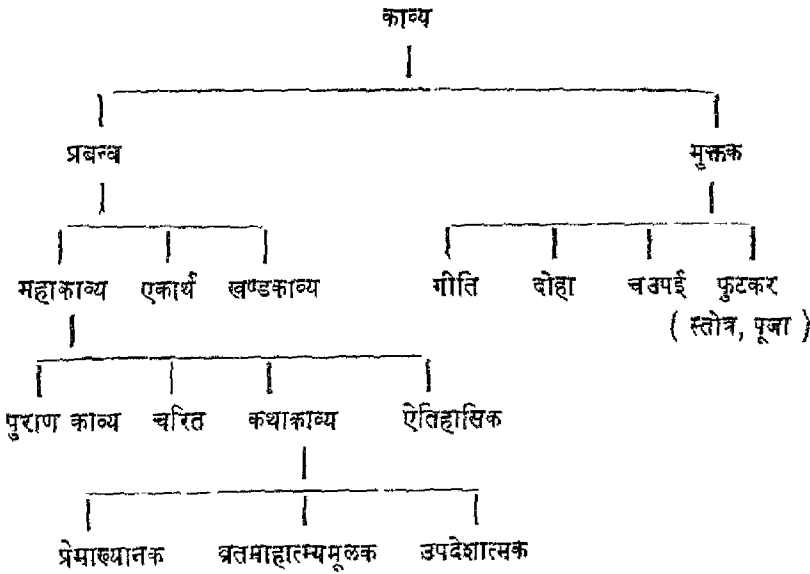 काव्य
प्रबन्व मुक्तक
महाकाव्य एकार्थ खण्डकाव्य गीति दोहा चउपई फुटकर
( स्तोत्र, पूजा )
पुराण काव्य चरित कथाकाव्य ऐतिहासिक
प्रेमाख्यानक व्रतमाहात्म्यमूलक उपदेशात्मक